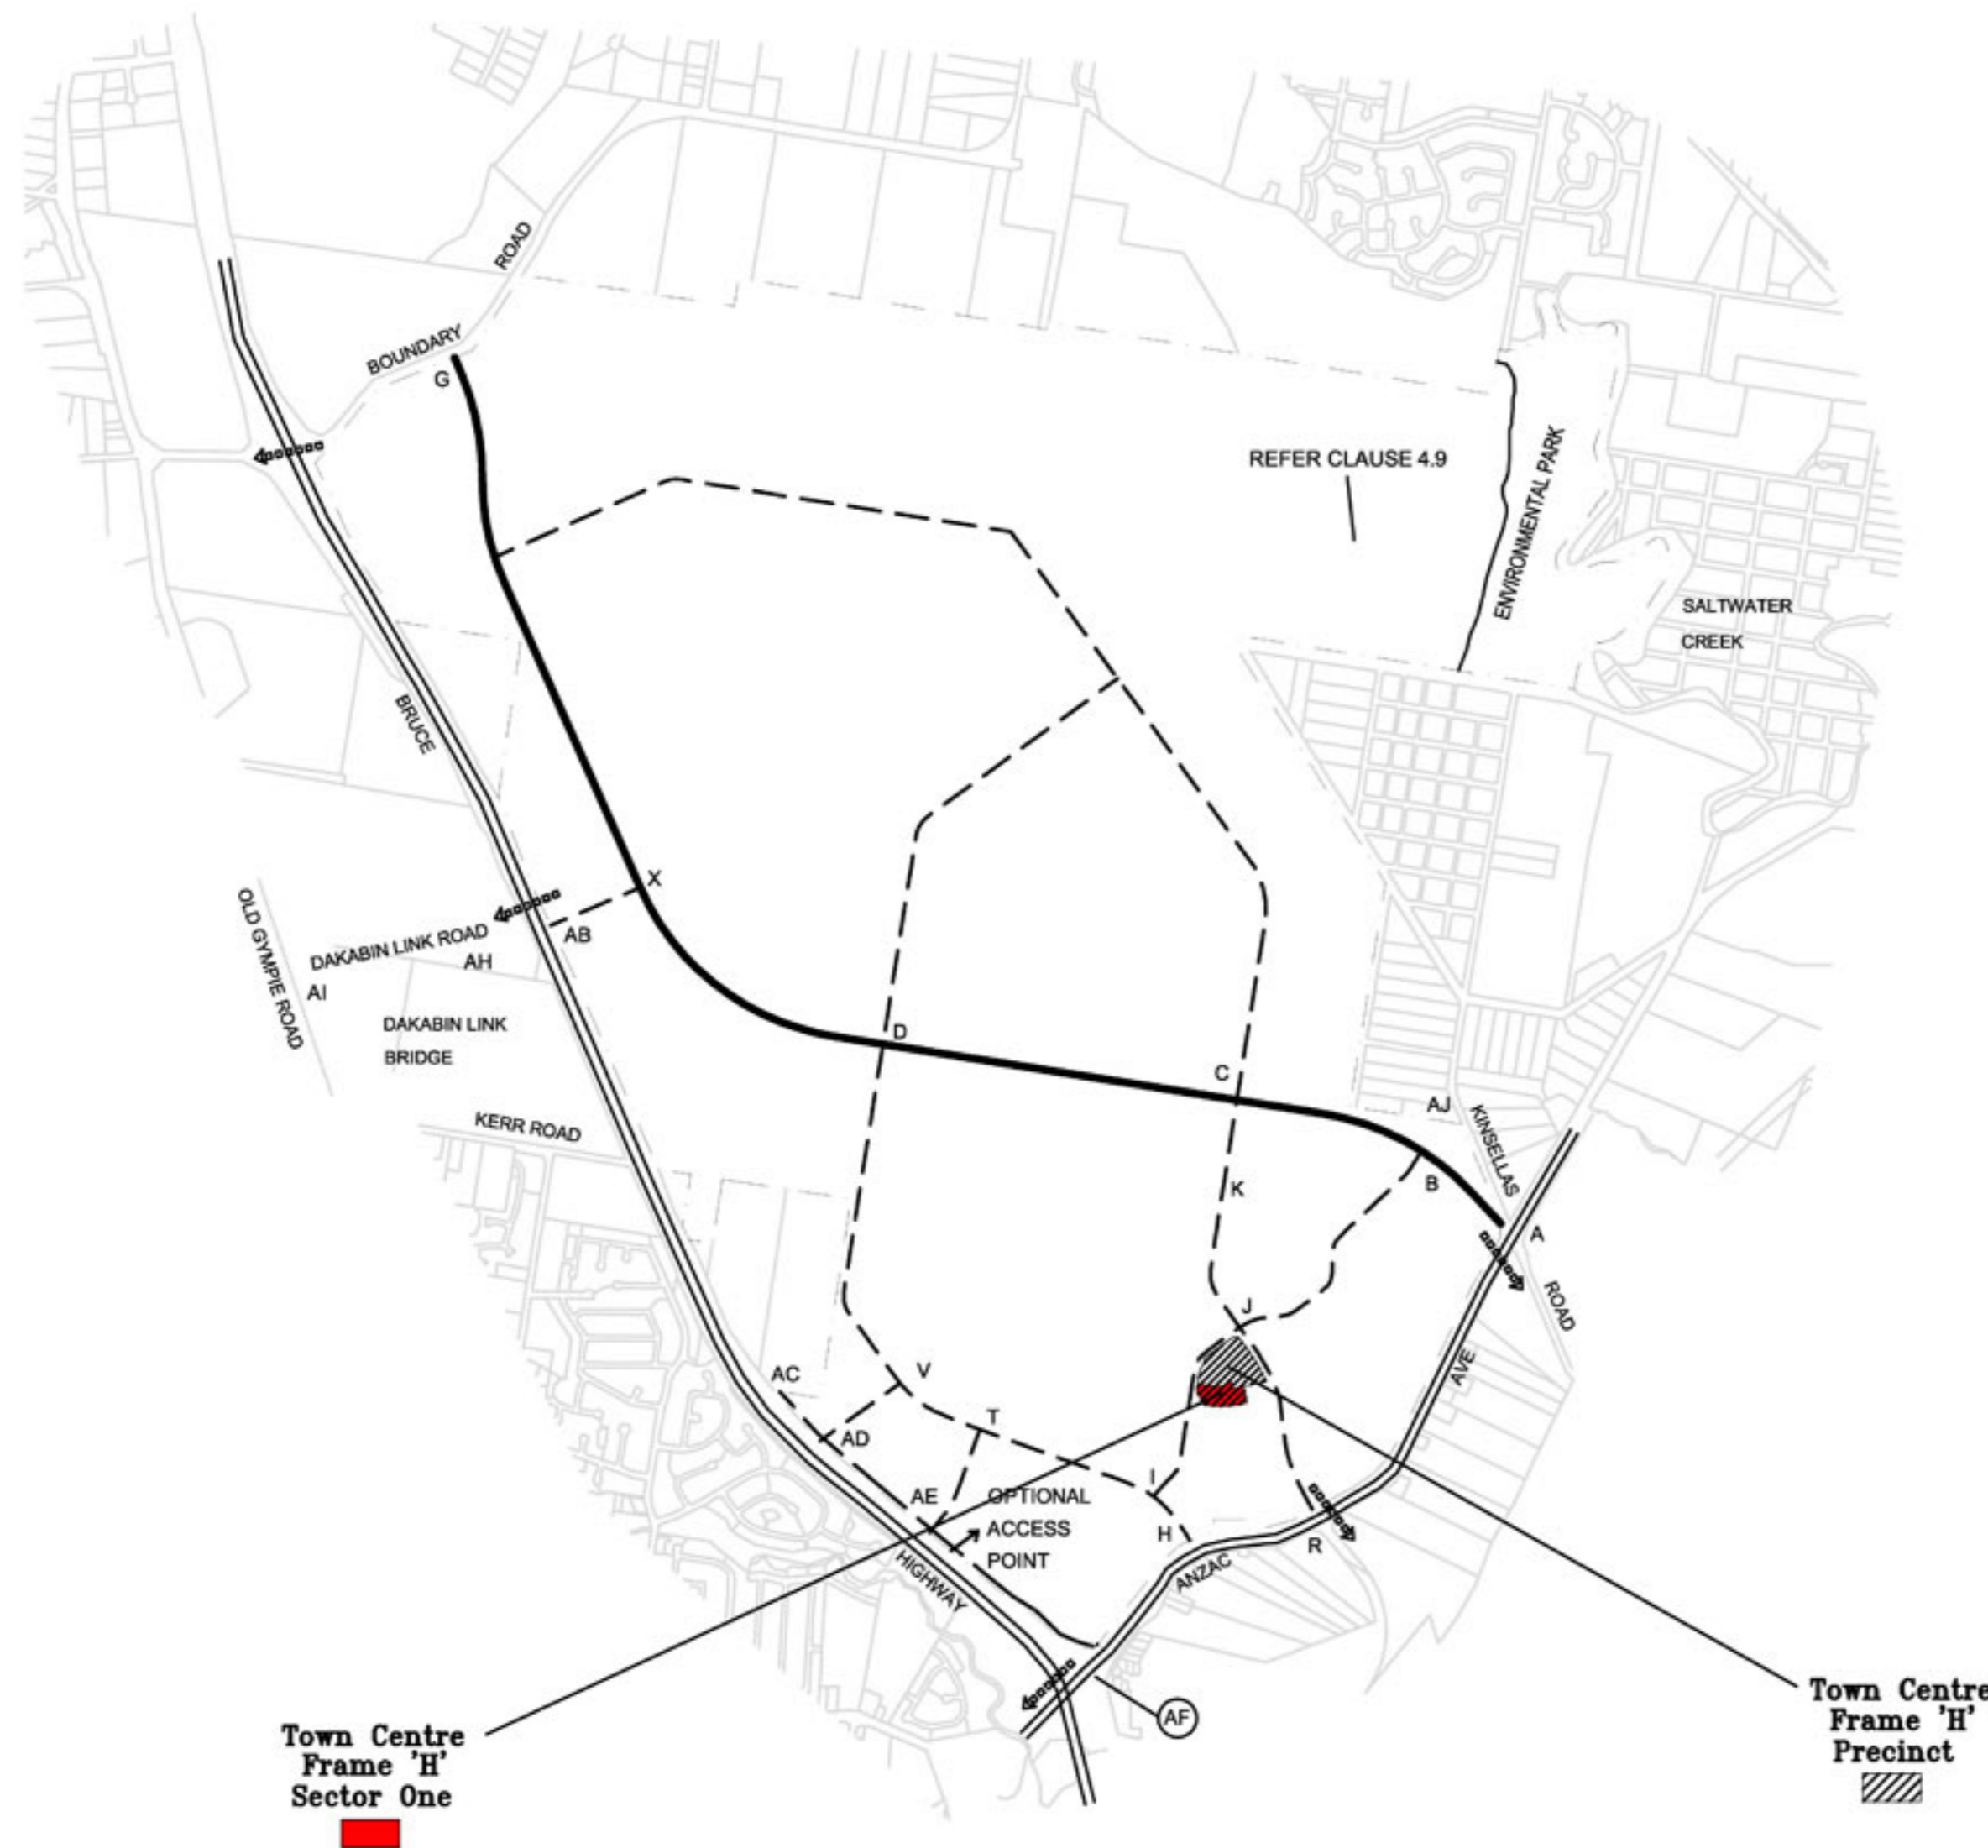 ROAD
BOUNDARY
G
REFER CLAUSE 4.9
ENVIRONMENTAL PARK
SALTWATER
CREEK
BRUCE
X
OLD GYMPIE ROAD
DAKABIN LINK ROAD
AB
AH
AI
DAKABIN LINK
BRIDGE
D
C
AJ
KINSELLAS
KERR ROAD
K
B
A
ROAD
J
AVE
AC
V
AD
T
I
AE
OPTIONAL
ACCESS
POINT
H
R
HIGHWAY
ANZAC
AF
Town Centre
Frame 'H'
Sector One
Town Centre
Frame 'H'
Precinct